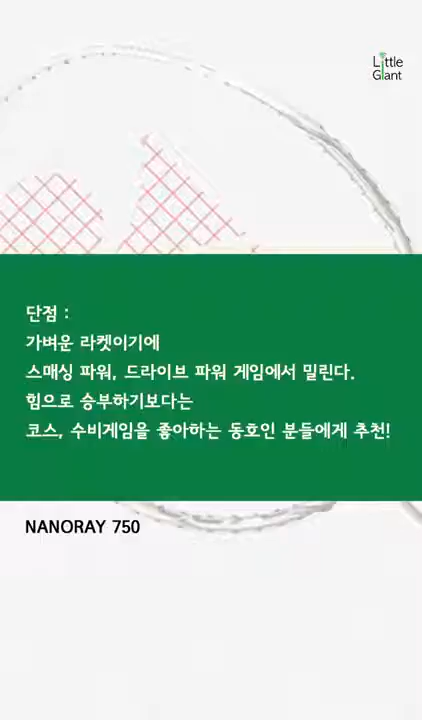 Little
Giant
단점 :
가벼운 라켓이기에
스매싱 파워, 드라이브 파워 게임에서 밀린다.
힘으로 승부하기보다는
코스, 수비게임을 좋아하는 동호인 분들에게 추천!
NANORAY 750